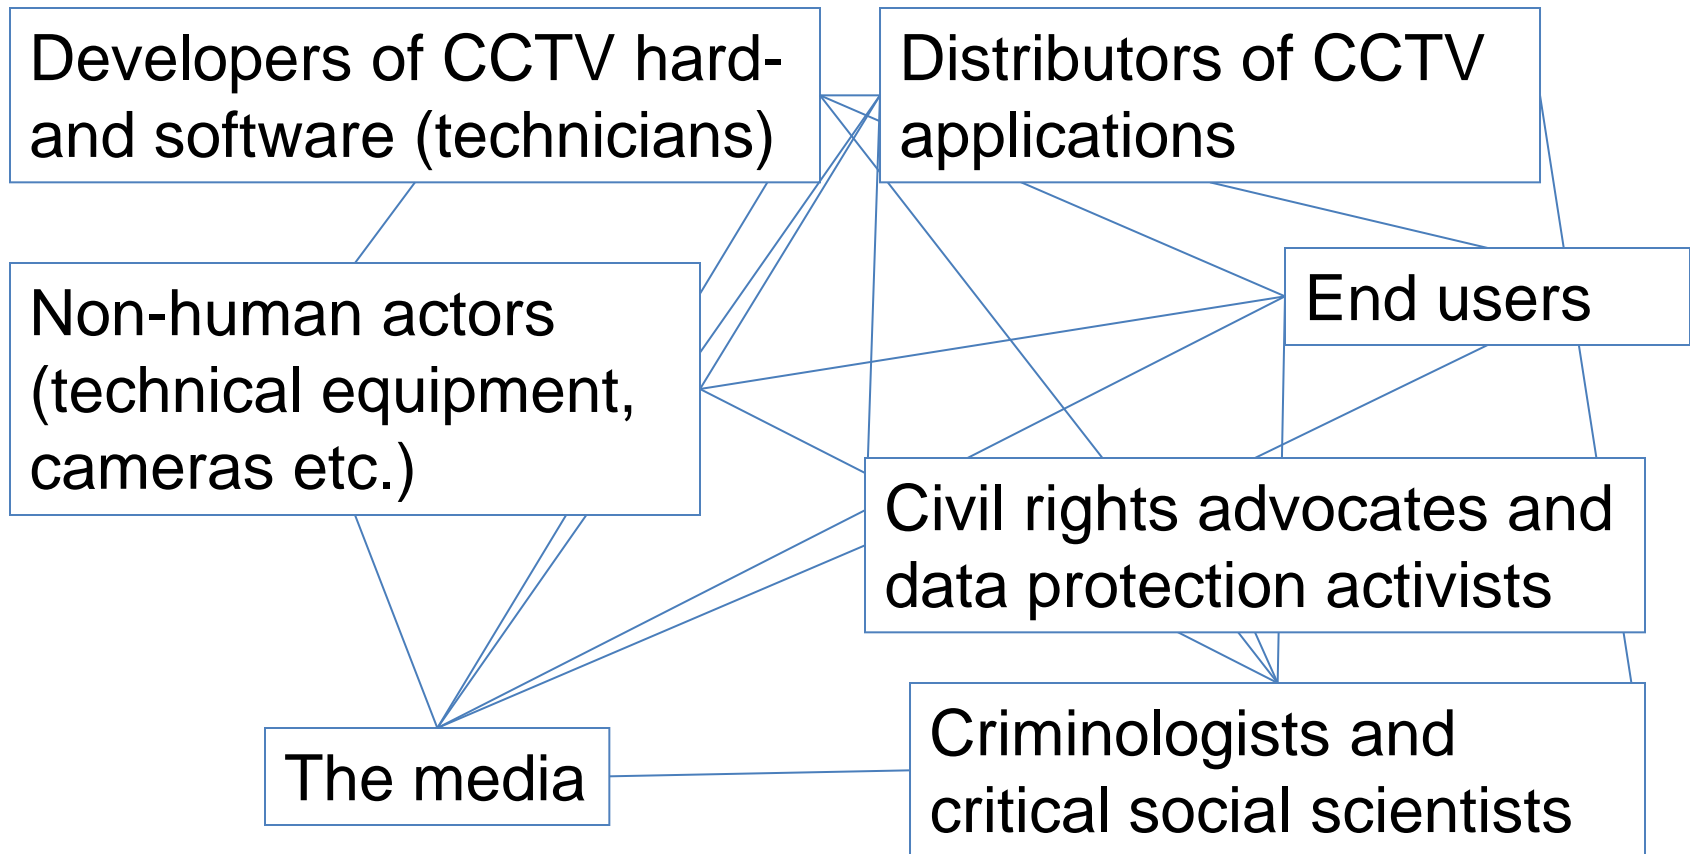 Developers of CCTV hard-
and software (technicians)
Distributors of CCTV
applications
End users
Non-human actors
(technical equipment,
cameras etc.)
Civil rights advocates and
data protection activists
The media
Criminologists and
critical social scientists